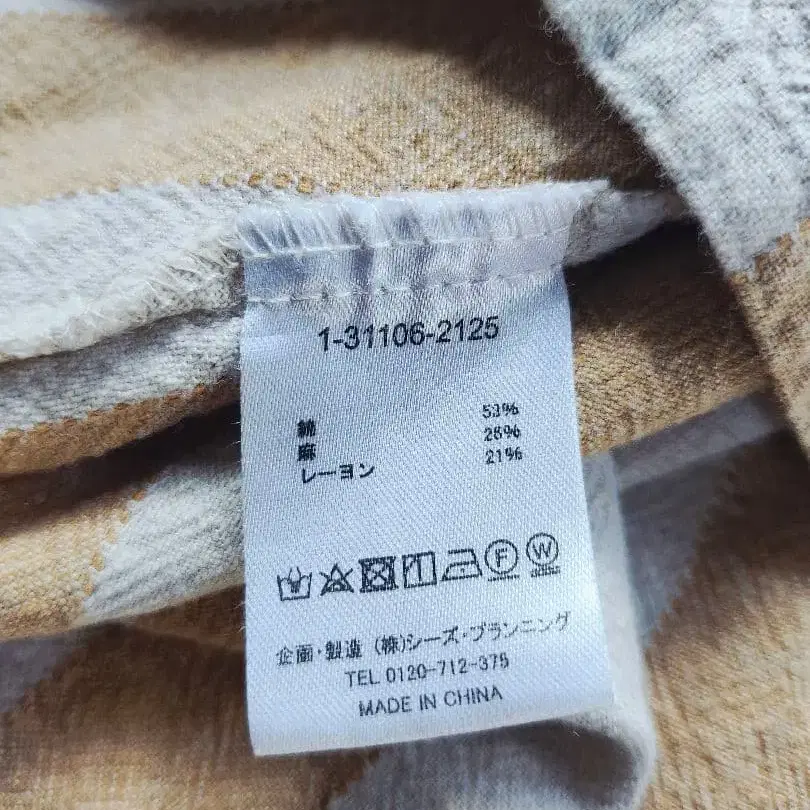 1-31106-2125
綿 53%
麻 26%
レーヨン 21%
F W
企画・製造 (株)シーズ・プランニング
TEL 0120-712-375
MADE IN CHINA